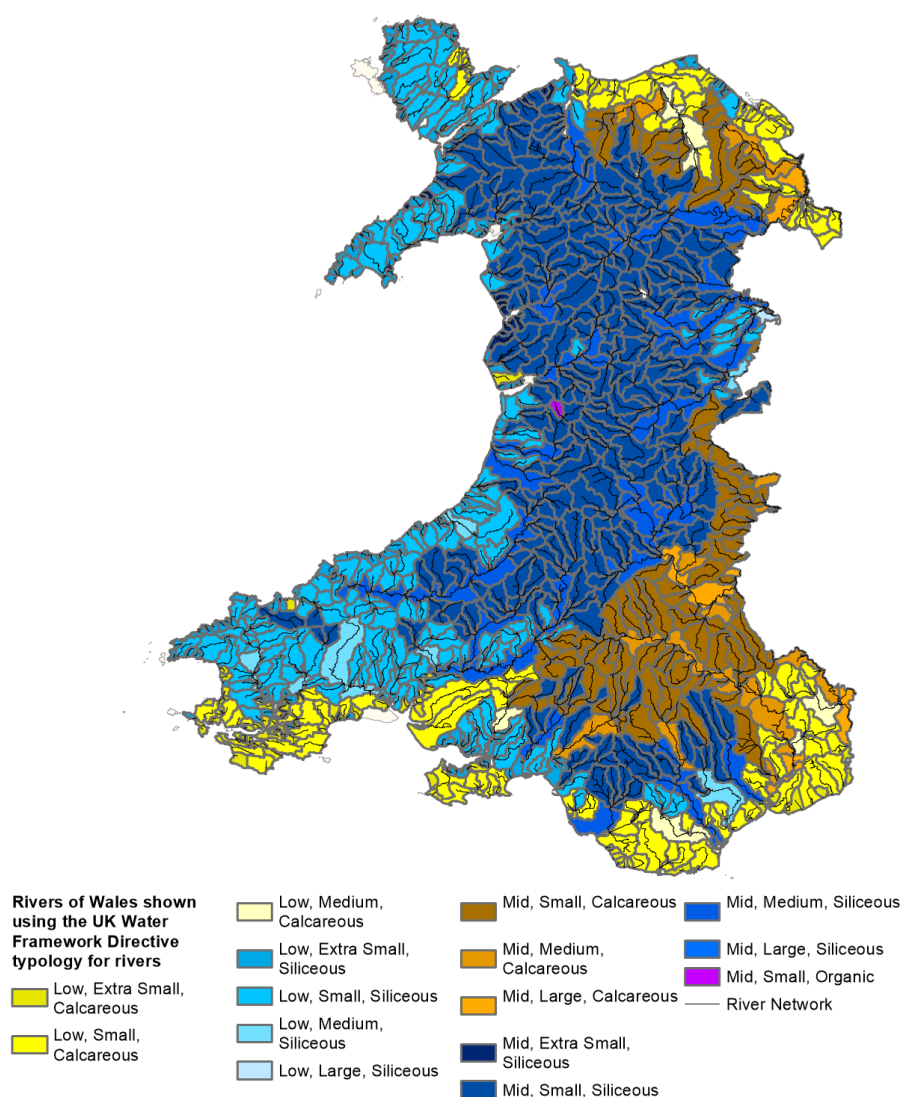 Rivers of Wales shown
using the UK Water
Framework Directive
typology for rivers
Low, Extra Small,
Calcareous
Low, Small,
Calcareous
Low, Medium,
Calcareous
Low, Extra Small,
Siliceous
Low, Small, Siliceous
Low, Medium,
Siliceous
Low, Large, Siliceous
Mid, Small, Calcareous
Mid, Medium,
Calcareous
Mid, Large, Calcareous
Mid, Extra Small,
Siliceous
Mid, Small, Siliceous
Mid, Medium, Siliceous
Mid, Large, Siliceous
Mid, Small, Organic
River Network